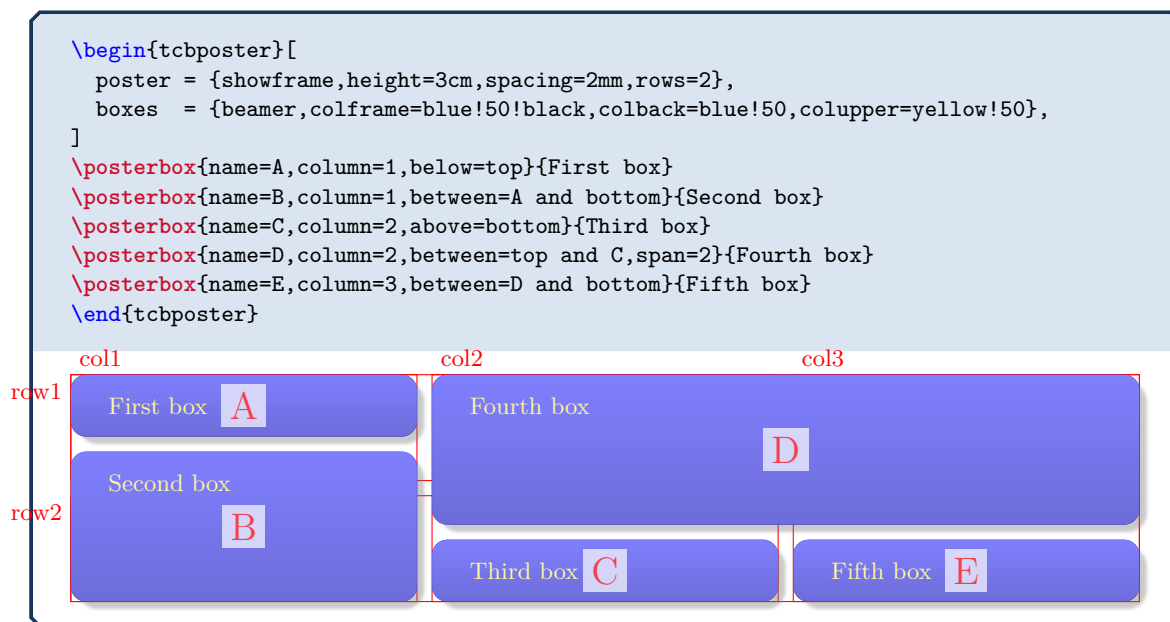 \begin{tcbposter}[
  poster = {showframe,height=3cm,spacing=2mm,rows=2},
  boxes  = {beamer,colframe=blue!50!black,colback=blue!50,colupper=yellow!50},
]
\posterbox{name=A,column=1,below=top}{First box}
\posterbox{name=B,column=1,between=A and bottom}{Second box}
\posterbox{name=C,column=2,above=bottom}{Third box}
\posterbox{name=D,column=2,between=top and C,span=2}{Fourth box}
\posterbox{name=E,column=3,between=D and bottom}{Fifth box}
\end{tcbposter}
col1 col2 col3
row1
First box A
Fourth box
D
Second box
row2
B
Third box C
Fifth box E